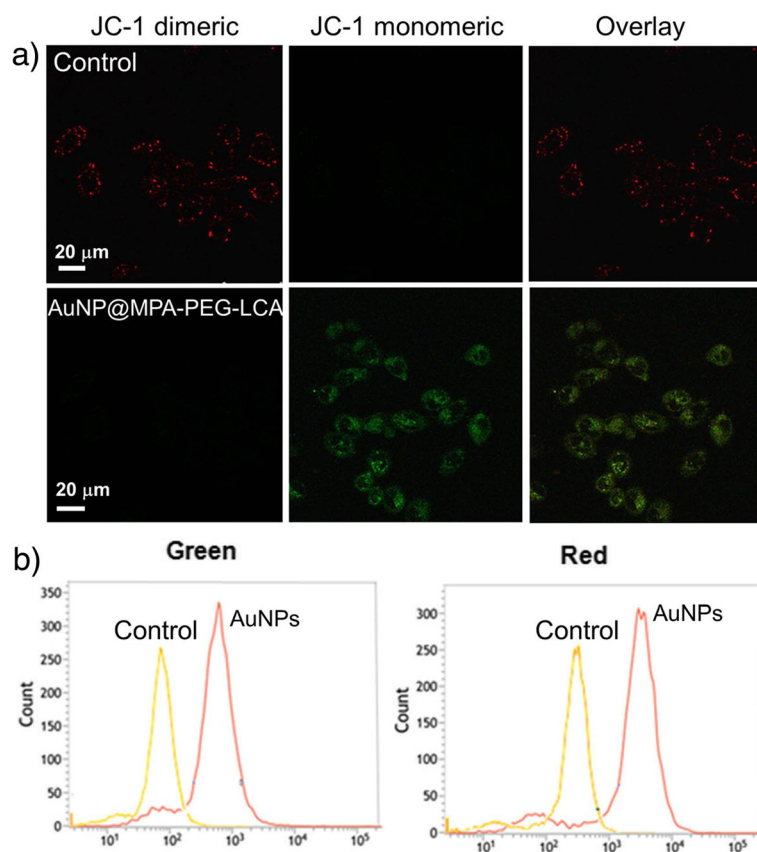 JC-1 dimeric JC-1 monomeric Overlay
a)
Control
20 μm
AuNP@MPA-PEG-LCA
20 μm
b)
Green Red
Control AuNPs
Count
350
300
250
200
150
100
50
0
10¹ 10² 10³ 10⁴ 10⁵
Control AuNPs
Count
300
250
200
150
100
50
0
10¹ 10² 10³ 10⁴ 10⁵